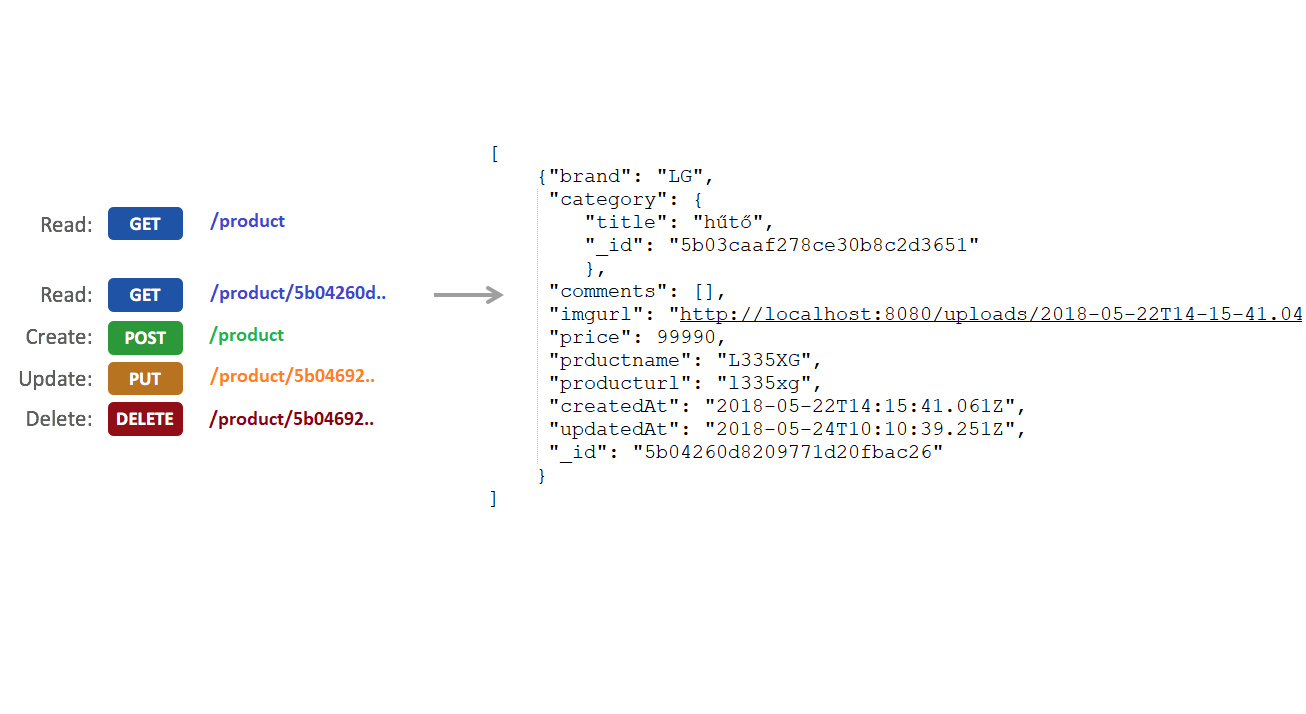 Read: GET /product
Read: GET /product/5b04260d..
Create: POST /product
Update: PUT /product/5b04692..
Delete: DELETE /product/5b04692..
[
{"brand": "LG",
"category": {
"title": "hűtő",
"_id": "5b03caaf278ce30b8c2d3651"
},
"comments": [],
"imgurl": "http://localhost:8080/uploads/2018-05-22T14-15-41.04
"price": 99990,
"prductname": "L335XG",
"producturl": "l335xg",
"createdAt": "2018-05-22T14:15:41.061Z",
"updatedAt": "2018-05-24T10:10:39.251Z",
"_id": "5b04260d8209771d20fbac26"
}
]